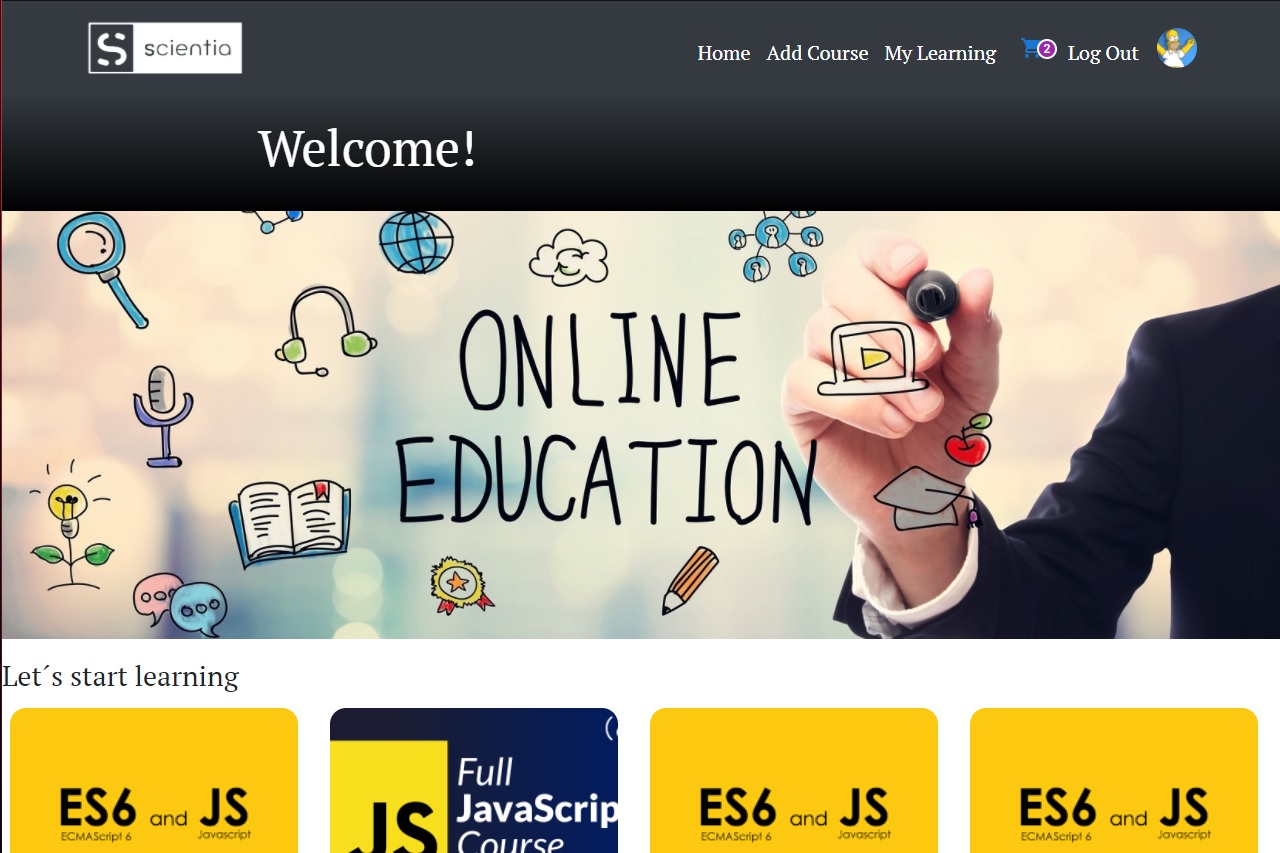 S scientia
Home Add Course My Learning 2 Log Out
Welcome!
ONLINE
EDUCATION
Let´s start learning
ES6 and JS
ECMAScript 6 Javascript
Full
JavaScrip
JS Course
ES6 and JS
ECMAScript 6 Javascript
ES6 and JS
ECMAScript 6 Javascript